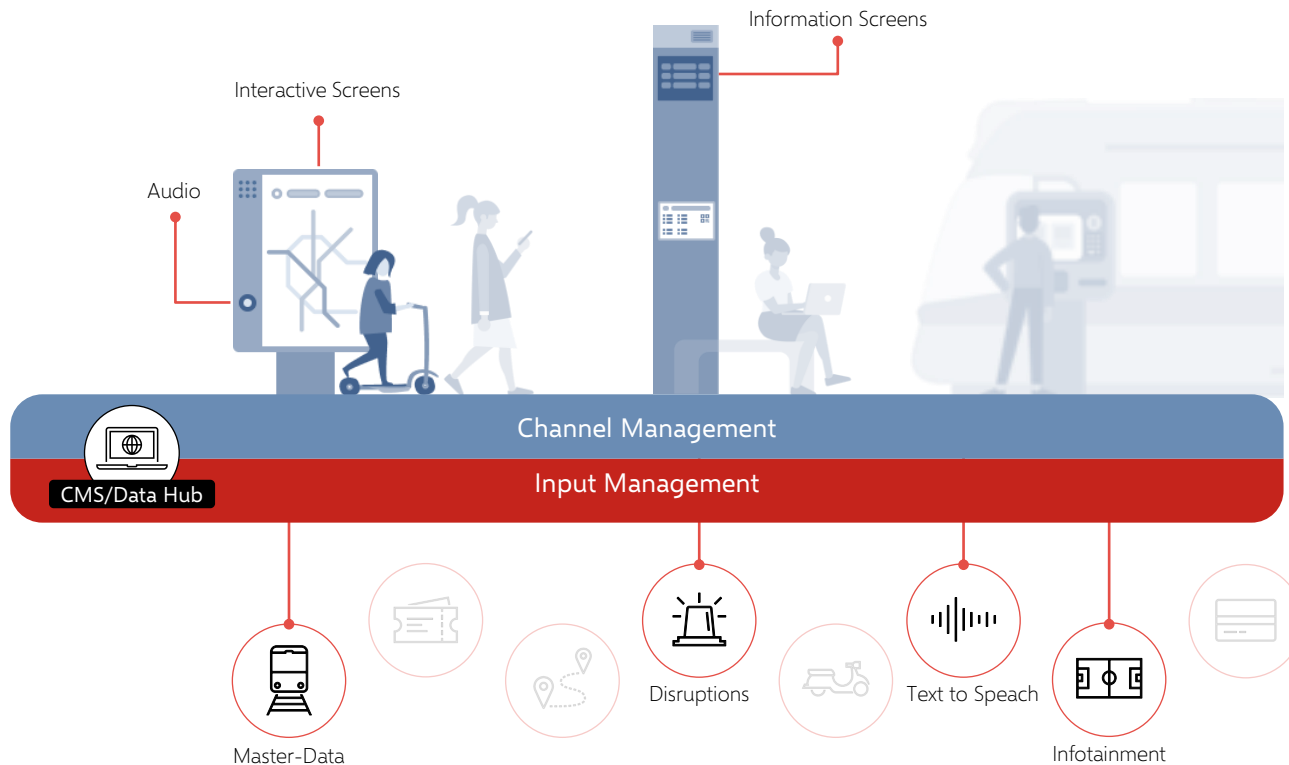 Information Screens
Interactive Screens
Audio
Channel Management
Input Management
CMS/Data Hub
Disruptions
Text to Speach
Master-Data
Infotainment